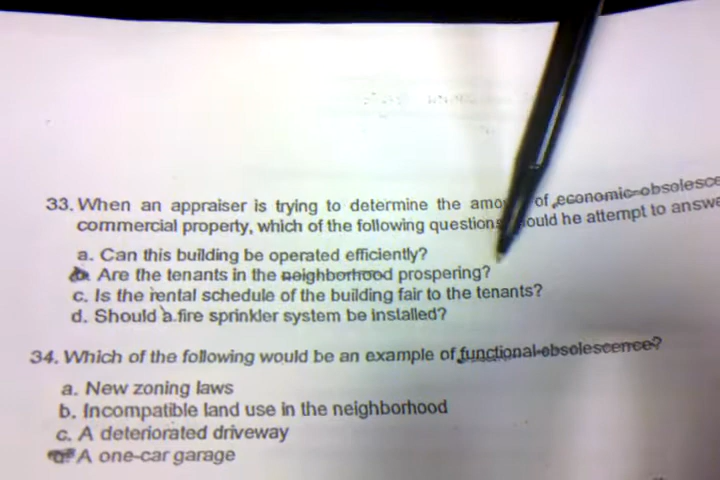 33. When an appraiser is trying to determine the of economic obsolesce
commercial property, which of the following question ould he attempt to answe
a. Can this building be operated efficiently?
b. Are the tenants in the neighborhood prospering?
c. Is the rental schedule of the building fair to the tenants?
d. Should a fire sprinkler system be installed?
34. Which of the following would be an example of functional obsolescence?
a. New zoning laws
b. Incompatible land use in the neighborhood
c. A deteriorated driveway
d. A one-car garage